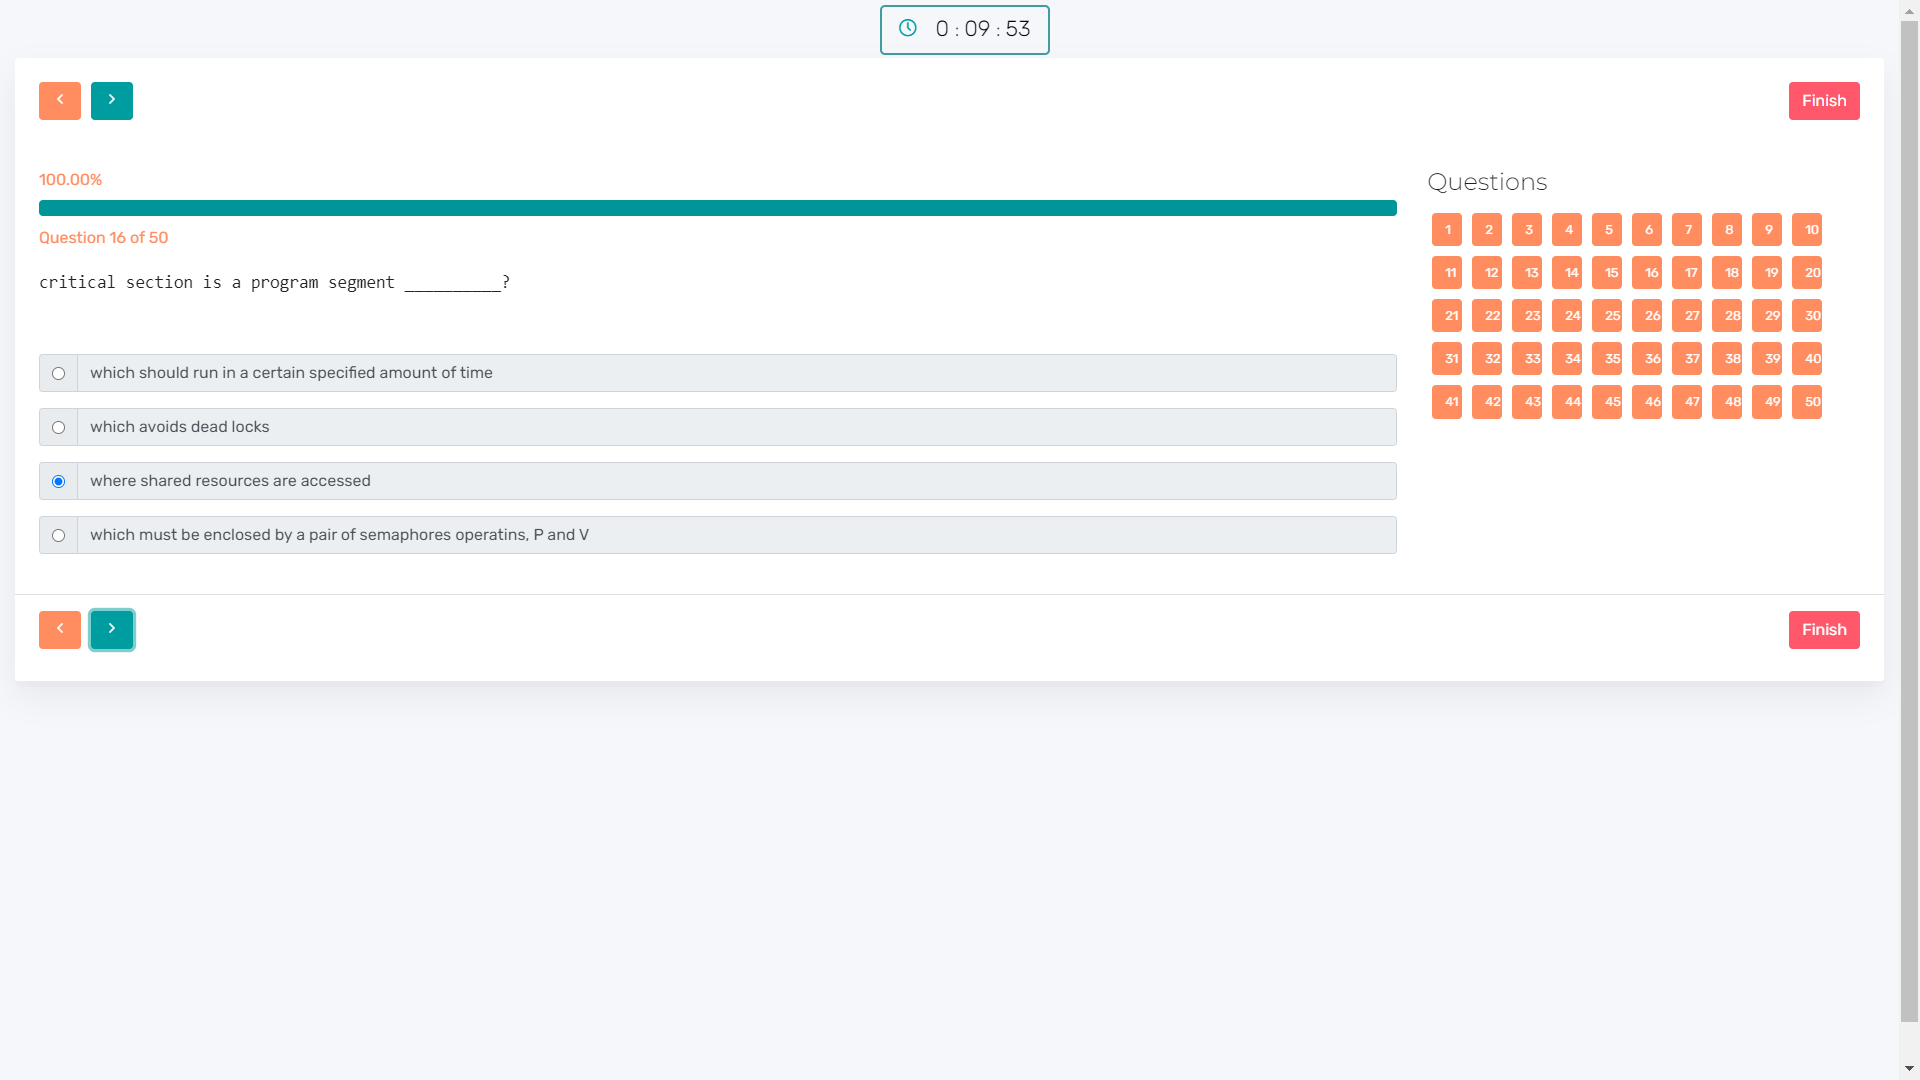 0 : 09 : 53
Finish
100.00%
Question 16 of 50
critical section is a program segment __________?
which should run in a certain specified amount of time
which avoids dead locks
where shared resources are accessed
which must be enclosed by a pair of semaphores operatins, P and V
Questions
1 2 3 4 5 6 7 8 9 10
11 12 13 14 15 16 17 18 19 20
21 22 23 24 25 26 27 28 29 30
31 32 33 34 35 36 37 38 39 40
41 42 43 44 45 46 47 48 49 50
Finish